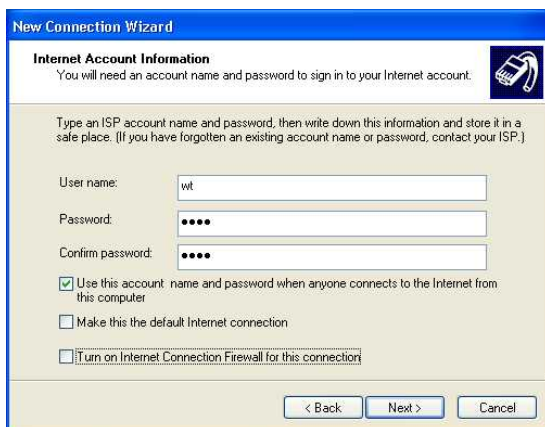 New Connection Wizard
Internet Account Information
You will need an account name and password to sign in to your Internet account.
Type an ISP account name and password, then write down this information and store it in a
safe place. (If you have forgotten an existing account name or password, contact your ISP.)
User name: wt
Password: ●●●●
Confirm password: ●●●●
Use this account name and password when anyone connects to the Internet from
this computer
Make this the default Internet connection
Turn on Internet Connection Firewall for this connection
< Back Next > Cancel